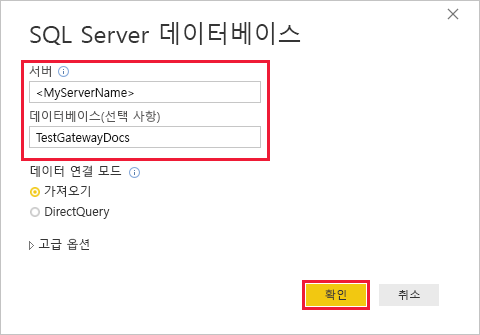 SQL Server 데이터베이스
서버
<MyServerName>
데이터베이스(선택 사항)
TestGatewayDocs
데이터 연결 모드
가져오기
DirectQuery
고급 옵션
확인
취소